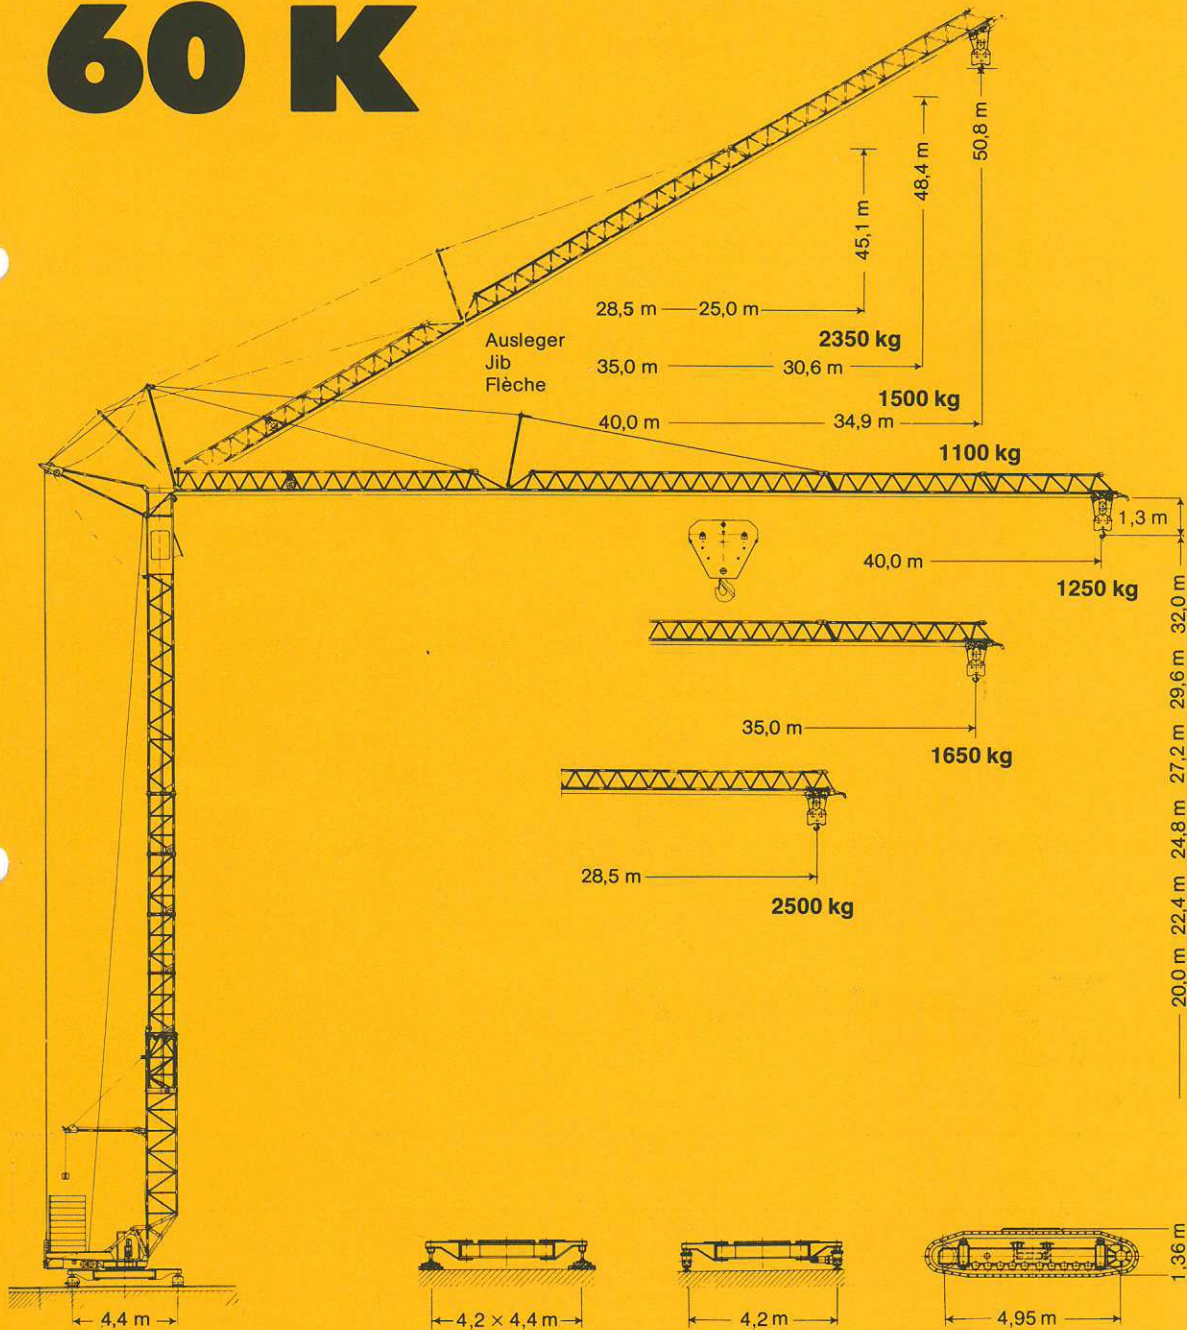 60 K
50,8 m
48,4 m
45,1 m
28,5 m 25,0 m
2350 kg
Ausleger
Jib
Flèche
35,0 m 30,6 m
1500 kg
40,0 m 34,9 m
1100 kg
1,3 m
40,0 m
1250 kg
35,0 m
1650 kg
28,5 m
2500 kg
20,0 m 22,4 m 24,8 m 27,2 m 29,6 m 32,0 m
1,36 m
4,4 m
4,2 × 4,4 m
4,2 m
4,95 m